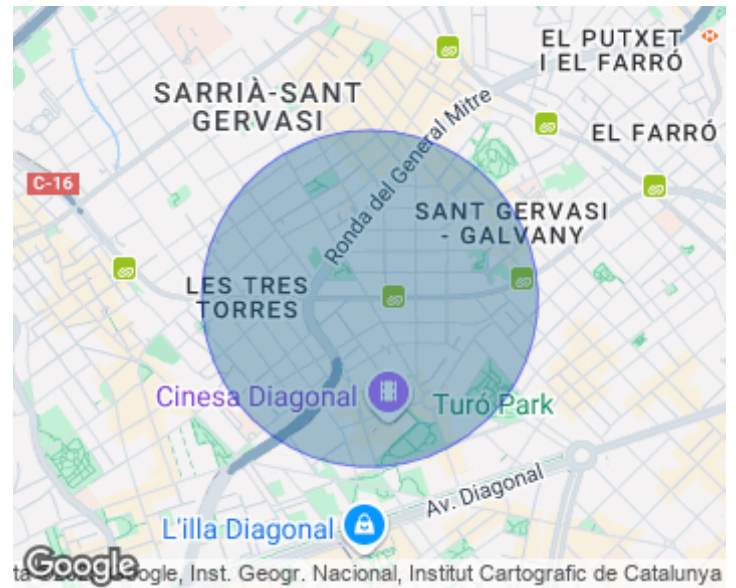 EL PUTXET
I EL FARRÓ
SARRIÀ-SANT
GERVASI
Ronda del General Mitre
EL FARRÓ
C-16
SANT GERVASI
- GALVANY
LES TRES
TORRES
Cinesa Diagonal
Turó Park
Av. Diagonal
L'illa Diagonal
Google
Google, Inst. Geogr. Nacional, Institut Cartografic de Catalunya